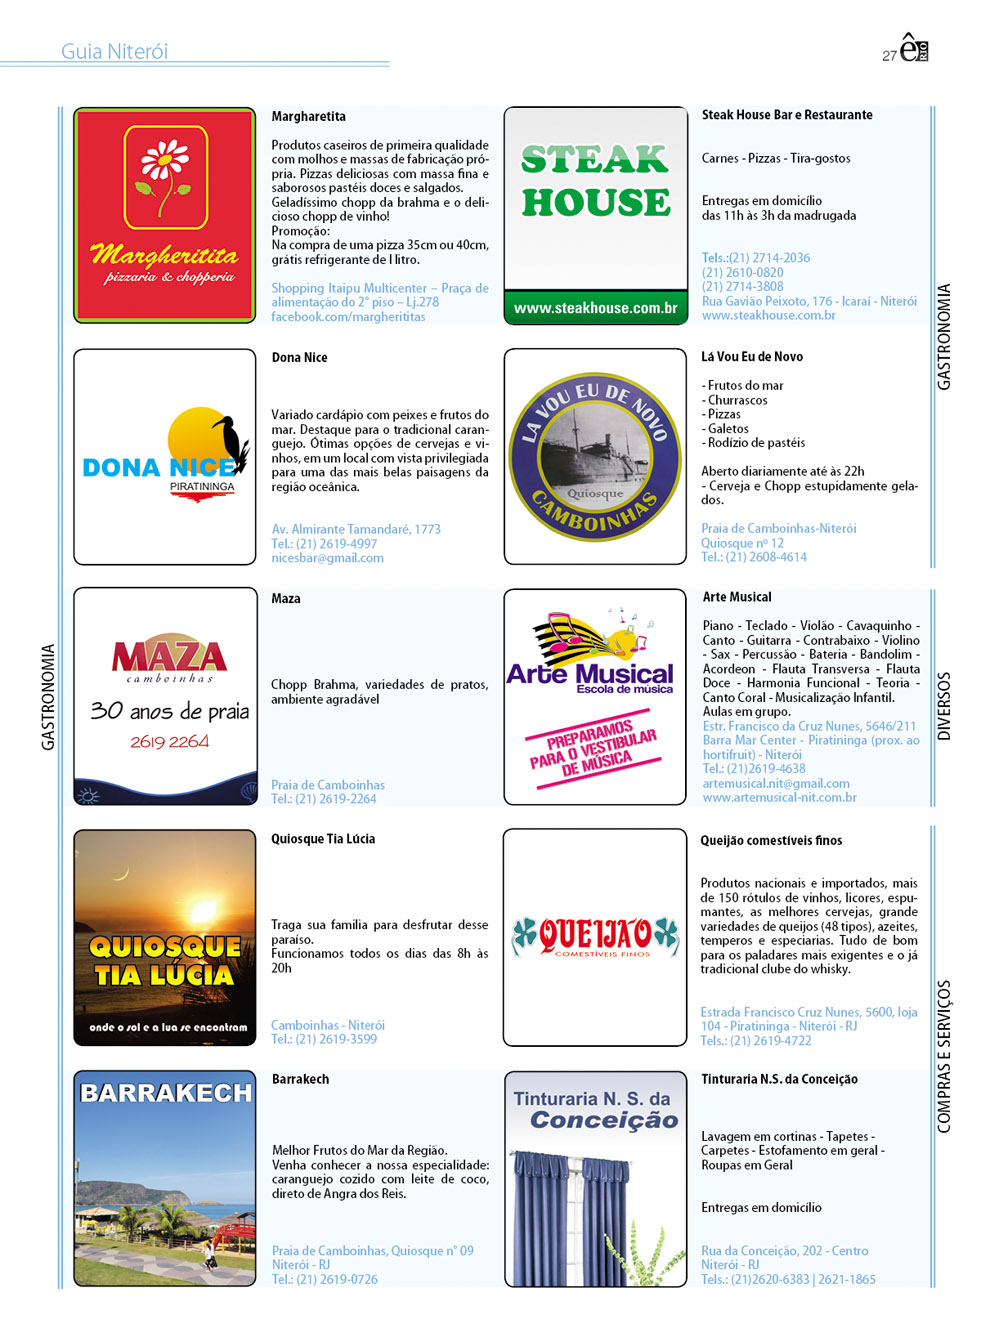 Guia Niterói
27 ê RIO
GASTRONOMIA
Margheritita
pizzaria & chopperia
Margharetita
Produtos caseiros de primeira qualidade
com molhos e massas de fabricação pró-
pria. Pizzas deliciosas com massa fina e
saborosos pastéis doces e salgados.
Geladíssimo chopp da brahma e o deli-
cioso chopp de vinho!
Promoção:
Na compra de uma pizza 35cm ou 40cm,
grátis refrigerante de l litro.
Shopping Itaipu Multicenter – Praça de
alimentação do 2° piso – Lj.278
facebook.com/margherititas
DONA NICE
PIRATININGA
Dona Nice
Variado cardápio com peixes e frutos do
mar. Destaque para o tradicional caran-
guejo. Ótimas opções de cervejas e vi-
nhos, em um local com vista privilegiada
para uma das mais belas paisagens da
região oceânica.
Av. Almirante Tamandaré, 1773
Tel.: (21) 2619-4997
nicesbar@gmail.com
MAZA
camboinhas
30 anos de praia
2619 2264
Maza
Chopp Brahma, variedades de pratos,
ambiente agradável
Praia de Camboinhas
Tel.: (21) 2619-2264
QUIOSQUE
TIA LÚCIA
onde o sol e a lua se encontram
Quiosque Tia Lúcia
Traga sua familia para desfrutar desse
paraíso.
Funcionamos todos os dias das 8h às
20h
Camboinhas - Niterói
Tel.: (21) 2619-3599
BARRAKECH
Barrakech
Melhor Frutos do Mar da Região.
Venha conhecer a nossa especialidade:
caranguejo cozido com leite de coco,
direto de Angra dos Reis.
Praia de Camboinhas, Quiosque n° 09
Niterói - RJ
Tel.: (21) 2619-0726
STEAK
HOUSE
www.steakhouse.com.br
Steak House Bar e Restaurante
Carnes - Pizzas - Tira-gostos
Entregas em domicílio
das 11h às 3h da madrugada
Tels.:(21) 2714-2036
(21) 2610-0820
(21) 2714-3808
Rua Gavião Peixoto, 176 - Icaraí - Niterói
www.steakhouse.com.br
GASTRONOMIA
LÁ VOU EU DE NOVO
Quiosque
CAMBOINHAS
Lá Vou Eu de Novo
- Frutos do mar
- Churrascos
- Pizzas
- Galetos
- Rodízio de pastéis
Aberto diariamente até às 22h
- Cerveja e Chopp estupidamente gela-
dos.
Praia de Camboinhas-Niterói
Quiosque nº 12
Tel.: (21) 2608-4614
Arte Musical
Escola de música
PREPARAMOS
PARA O VESTIBULAR
DE MÚSICA
Arte Musical
Piano - Teclado - Violão - Cavaquinho -
Canto - Guitarra - Contrabaixo - Violino
- Sax - Percussão - Bateria - Bandolim -
Acordeon - Flauta Transversa - Flauta
Doce - Harmonia Funcional - Teoria -
Canto Coral - Musicalização Infantil.
Aulas em grupo.
Estr. Francisco da Cruz Nunes, 5646/211
Barra Mar Center - Piratininga (prox. ao
hortifruit) - Niterói
Tel.: (21)2619-4638
artemusical.nit@gmail.com
www.artemusical-nit.com.br
DIVERSOS
QUEIJÃO
COMESTÍVEIS FINOS
Queijão comestíveis finos
Produtos nacionais e importados, mais
de 150 rótulos de vinhos, licores, espu-
mantes, as melhores cervejas, grande
variedades de queijos (48 tipos), azeites,
temperos e especiarias. Tudo de bom
para os paladares mais exigentes e o já
tradicional clube do whisky.
Estrada Francisco Cruz Nunes, 5600, loja
104 - Piratininga - Niterói - RJ
Tels.: (21) 2619-4722
COMPRAS E SERVIÇOS
Tinturaria N. S. da
Conceição
Tinturaria N.S. da Conceição
Lavagem em cortinas - Tapetes -
Carpetes - Estofamento em geral -
Roupas em Geral
Entregas em domicílio
Rua da Conceição, 202 - Centro
Niterói - RJ
Tels.: (21)2620-6383 | 2621-1865